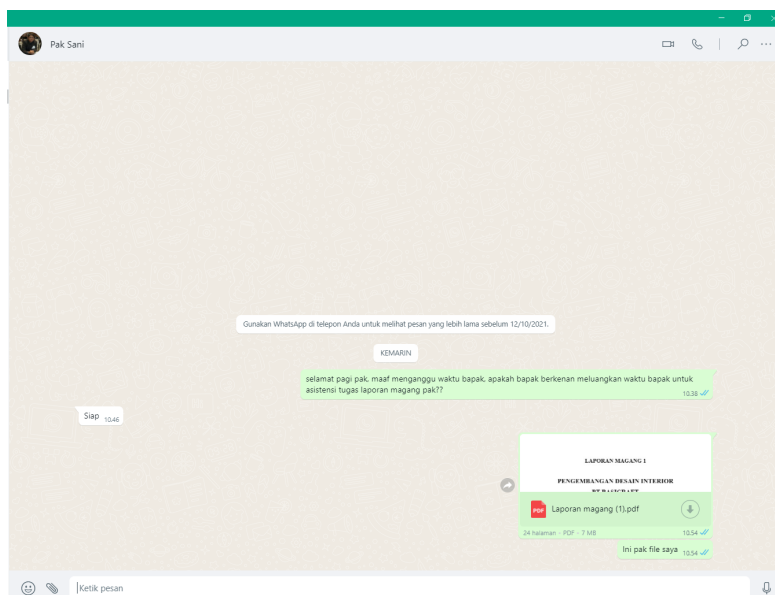 Pak Sani
Gunakan WhatsApp di telepon Anda untuk melihat pesan yang lebih lama sebelum 12/10/2021.
KEMARIN
selamat pagi pak, maaf menganggu waktu bapak, apakah bapak berkenan meluangkan waktu bapak untuk
asistensi tugas laporan magang pak??
10.38
Siap 10.46
LAPORAN MAGANG 1
PENGEMBANGAN DESAIN INTERIOR
PT BASICRAFT
PDF Laporan magang (1).pdf
24 halaman - PDF - 7 MB 10.54
Ini pak file saya 10.54
Ketik pesan